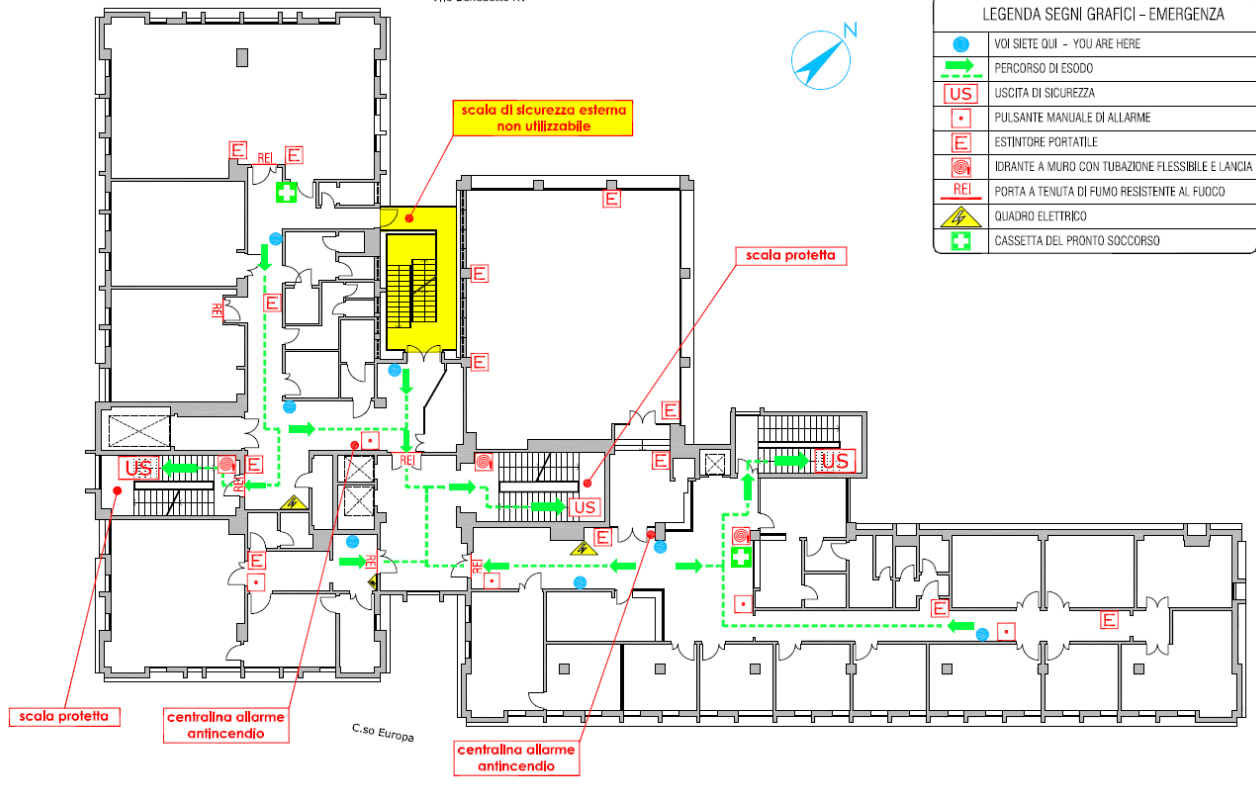 N
LEGENDA SEGNI GRAFICI - EMERGENZA
VOI SIETE QUI - YOU ARE HERE
PERCORSO DI ESODO
US
USCITA DI SICUREZZA
PULSANTE MANUALE DI ALLARME
E
ESTINTORE PORTATILE
IDRANTE A MURO CON TUBAZIONE FLESSIBILE E LANCIA
REI
PORTA A TENUTA DI FUMO RESISTENTE AL FUOCO
QUADRO ELETTRICO
CASSETTA DEL PRONTO SOCCORSO
scala di sicurezza esterna
non utilizzabile
E
REI
E
E
scala protetta
E
E
REI
E
E
REI
E
E
US
REI
US
US
E
REI
E
REI
E
E
scala protetta
centralina allarme
antincendio
C.so Europa
centralina allarme
antincendio